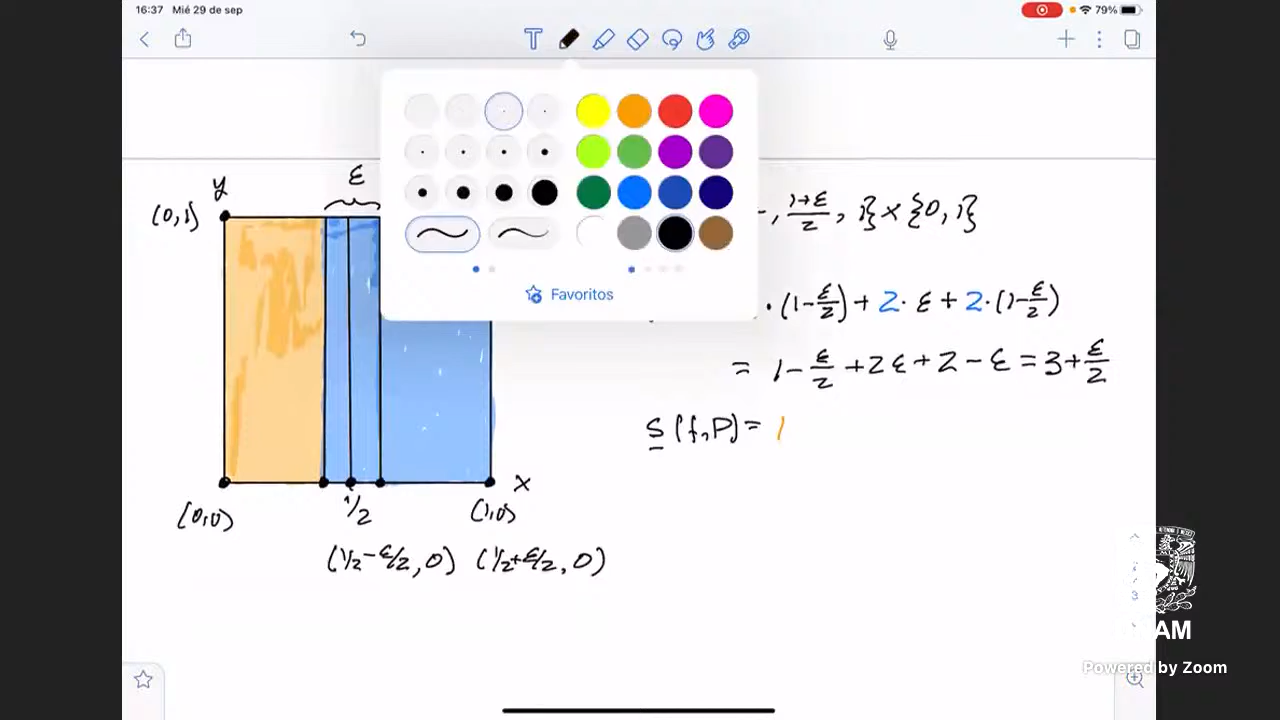 16:37 Mié 29 de sep
79%
T
Favoritos
y
ε
(0,1)
, 1+ε/2, 1} × {0,1}
·(1-ε/2)+2·ε+2·(1-ε/2)
= 1-ε/2+2ε+2-ε=3+ε/2
S(f,P)= 1
x
(0,0)
1/2
(1,0)
(1/2-ε/2,0) (1/2+ε/2,0)
Powered by Zoom